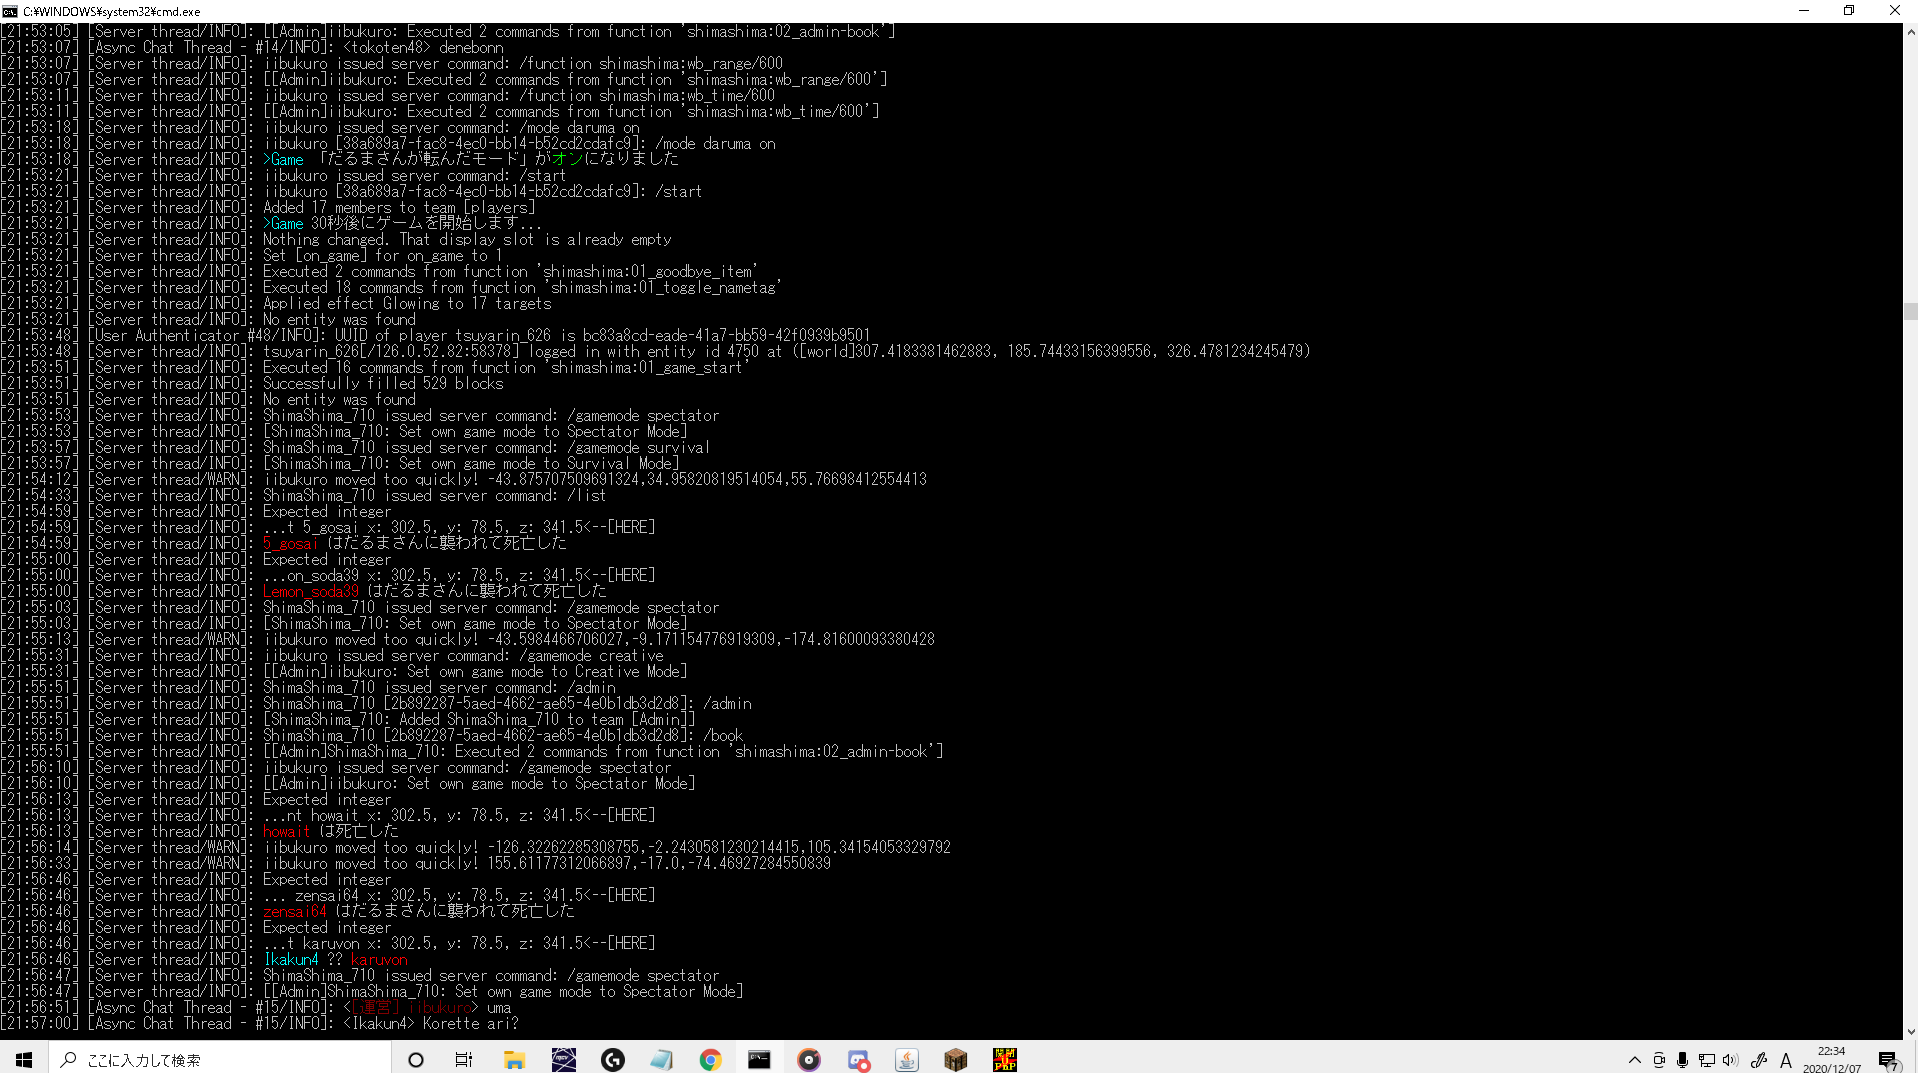 C:¥WINDOWS¥system32¥cmd.exe
[21:53:05] [Server thread/INFO]: [[Admin]iibukuro: Executed 2 commands from function 'shimashima:02_admin-book']
[21:53:07] [Async Chat Thread - #14/INFO]: <tokoten48> denebonn
[21:53:07] [Server thread/INFO]: iibukuro issued server command: /function shimashima:wb_range/600
[21:53:07] [Server thread/INFO]: [[Admin]iibukuro: Executed 2 commands from function 'shimashima:wb_range/600']
[21:53:11] [Server thread/INFO]: iibukuro issued server command: /function shimashima:wb_time/600
[21:53:11] [Server thread/INFO]: [[Admin]iibukuro: Executed 2 commands from function 'shimashima:wb_time/600']
[21:53:18] [Server thread/INFO]: iibukuro issued server command: /mode daruma on
[21:53:18] [Server thread/INFO]: iibukuro [38a689a7-fac8-4ec0-bb14-b52cd2cdafc9]: /mode daruma on
[21:53:18] [Server thread/INFO]: >Game 「だるまさんが転んだモード」がオンになりました
[21:53:21] [Server thread/INFO]: iibukuro issued server command: /start
[21:53:21] [Server thread/INFO]: iibukuro [38a689a7-fac8-4ec0-bb14-b52cd2cdafc9]: /start
[21:53:21] [Server thread/INFO]: Added 17 members to team [players]
[21:53:21] [Server thread/INFO]: >Game 30秒後にゲームを開始します...
[21:53:21] [Server thread/INFO]: Nothing changed. That display slot is already empty
[21:53:21] [Server thread/INFO]: Set [on_game] for on_game to 1
[21:53:21] [Server thread/INFO]: Executed 2 commands from function 'shimashima:01_goodbye_item'
[21:53:21] [Server thread/INFO]: Executed 18 commands from function 'shimashima:01_toggle_nametag'
[21:53:21] [Server thread/INFO]: Applied effect Glowing to 17 targets
[21:53:21] [Server thread/INFO]: No entity was found
[21:53:48] [User Authenticator #48/INFO]: UUID of player tsuyarin_626 is bc83a8cd-eade-41a7-bb59-42f0939b9501
[21:53:48] [Server thread/INFO]: tsuyarin_626[/126.0.52.82:58378] logged in with entity id 4750 at ([world]307.4183381462883, 185.74433156399556, 326.4781234245479)
[21:53:51] [Server thread/INFO]: Executed 16 commands from function 'shimashima:01_game_start'
[21:53:51] [Server thread/INFO]: Successfully filled 529 blocks
[21:53:51] [Server thread/INFO]: No entity was found
[21:53:53] [Server thread/INFO]: ShimaShima_710 issued server command: /gamemode spectator
[21:53:53] [Server thread/INFO]: [ShimaShima_710: Set own game mode to Spectator Mode]
[21:53:57] [Server thread/INFO]: ShimaShima_710 issued server command: /gamemode survival
[21:53:57] [Server thread/INFO]: [ShimaShima_710: Set own game mode to Survival Mode]
[21:54:12] [Server thread/WARN]: iibukuro moved too quickly! -43.875707509691324,34.95820819514054,55.76698412554413
[21:54:33] [Server thread/INFO]: ShimaShima_710 issued server command: /list
[21:54:59] [Server thread/INFO]: Expected integer
[21:54:59] [Server thread/INFO]: ...t 5_gosai x: 302.5, y: 78.5, z: 341.5<--[HERE]
[21:54:59] [Server thread/INFO]: 5_gosai はだるまさんに襲われて死亡した
[21:55:00] [Server thread/INFO]: Expected integer
[21:55:00] [Server thread/INFO]: ...on_soda39 x: 302.5, y: 78.5, z: 341.5<--[HERE]
[21:55:00] [Server thread/INFO]: Lemon_soda39 はだるまさんに襲われて死亡した
[21:55:03] [Server thread/INFO]: ShimaShima_710 issued server command: /gamemode spectator
[21:55:03] [Server thread/INFO]: [ShimaShima_710: Set own game mode to Spectator Mode]
[21:55:13] [Server thread/WARN]: iibukuro moved too quickly! -43.5984466706027,-9.171154776919309,-174.81600093380428
[21:55:31] [Server thread/INFO]: iibukuro issued server command: /gamemode creative
[21:55:31] [Server thread/INFO]: [[Admin]iibukuro: Set own game mode to Creative Mode]
[21:55:51] [Server thread/INFO]: ShimaShima_710 issued server command: /admin
[21:55:51] [Server thread/INFO]: ShimaShima_710 [2b892287-5aed-4662-ae65-4e0b1db3d2d8]: /admin
[21:55:51] [Server thread/INFO]: [ShimaShima_710: Added ShimaShima_710 to team [Admin]]
[21:55:51] [Server thread/INFO]: ShimaShima_710 [2b892287-5aed-4662-ae65-4e0b1db3d2d8]: /book
[21:55:51] [Server thread/INFO]: [[Admin]ShimaShima_710: Executed 2 commands from function 'shimashima:02_admin-book']
[21:56:10] [Server thread/INFO]: iibukuro issued server command: /gamemode spectator
[21:56:10] [Server thread/INFO]: [[Admin]iibukuro: Set own game mode to Spectator Mode]
[21:56:13] [Server thread/INFO]: Expected integer
[21:56:13] [Server thread/INFO]: ...nt howait x: 302.5, y: 78.5, z: 341.5<--[HERE]
[21:56:13] [Server thread/INFO]: howait は死亡した
[21:56:14] [Server thread/WARN]: iibukuro moved too quickly! -126.32262285308755,-2.2430581230214415,105.34154053329792
[21:56:33] [Server thread/WARN]: iibukuro moved too quickly! 155.61177312066897,-17.0,-74.46927284550839
[21:56:46] [Server thread/INFO]: Expected integer
[21:56:46] [Server thread/INFO]: ... zensai64 x: 302.5, y: 78.5, z: 341.5<--[HERE]
[21:56:46] [Server thread/INFO]: zensai64 はだるまさんに襲われて死亡した
[21:56:46] [Server thread/INFO]: Expected integer
[21:56:46] [Server thread/INFO]: ...t karuvon x: 302.5, y: 78.5, z: 341.5<--[HERE]
[21:56:46] [Server thread/INFO]: Ikakun4 ?? karuvon
[21:56:47] [Server thread/INFO]: ShimaShima_710 issued server command: /gamemode spectator
[21:56:47] [Server thread/INFO]: [[Admin]ShimaShima_710: Set own game mode to Spectator Mode]
[21:56:51] [Async Chat Thread - #15/INFO]: <[運営] iibukuro> uma
[21:57:00] [Async Chat Thread - #15/INFO]: <Ikakun4> Korette ari?
ここに入力して検索
A
22:34
2020/12/07
7